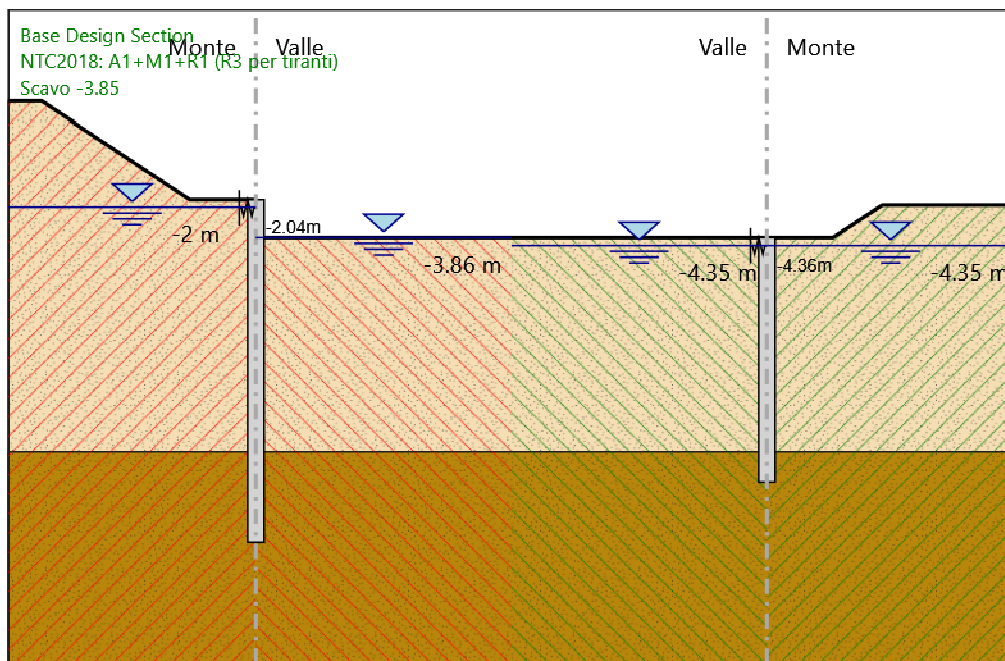 Base Design Section
Monte Valle Valle Monte
NTC2018: A1+M1+R1 (R3 per tiranti)
Scavo -3.85
-2 m
-2.04m
-3.86 m
-4.35 m
-4.36m
-4.35 m